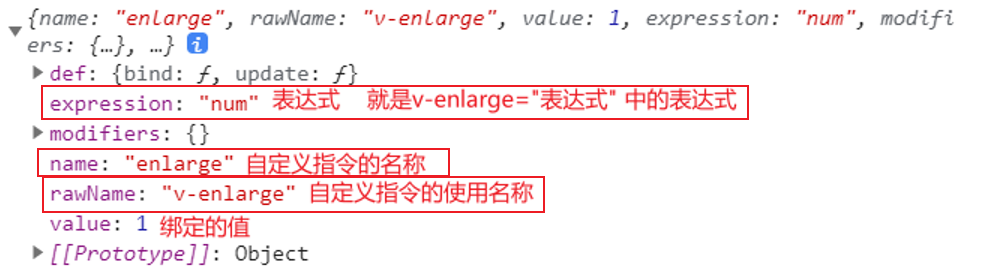 {name: "enlarge", rawName: "v-enlarge", value: 1, expression: "num", modifi
ers: {…}, …} i
def: {bind: ƒ, update: ƒ}
expression: "num" 表达式 就是v-enlarge="表达式" 中的表达式
modifiers: {}
name: "enlarge" 自定义指令的名称
rawName: "v-enlarge" 自定义指令的使用名称
value: 1 绑定的值
[[Prototype]]: Object